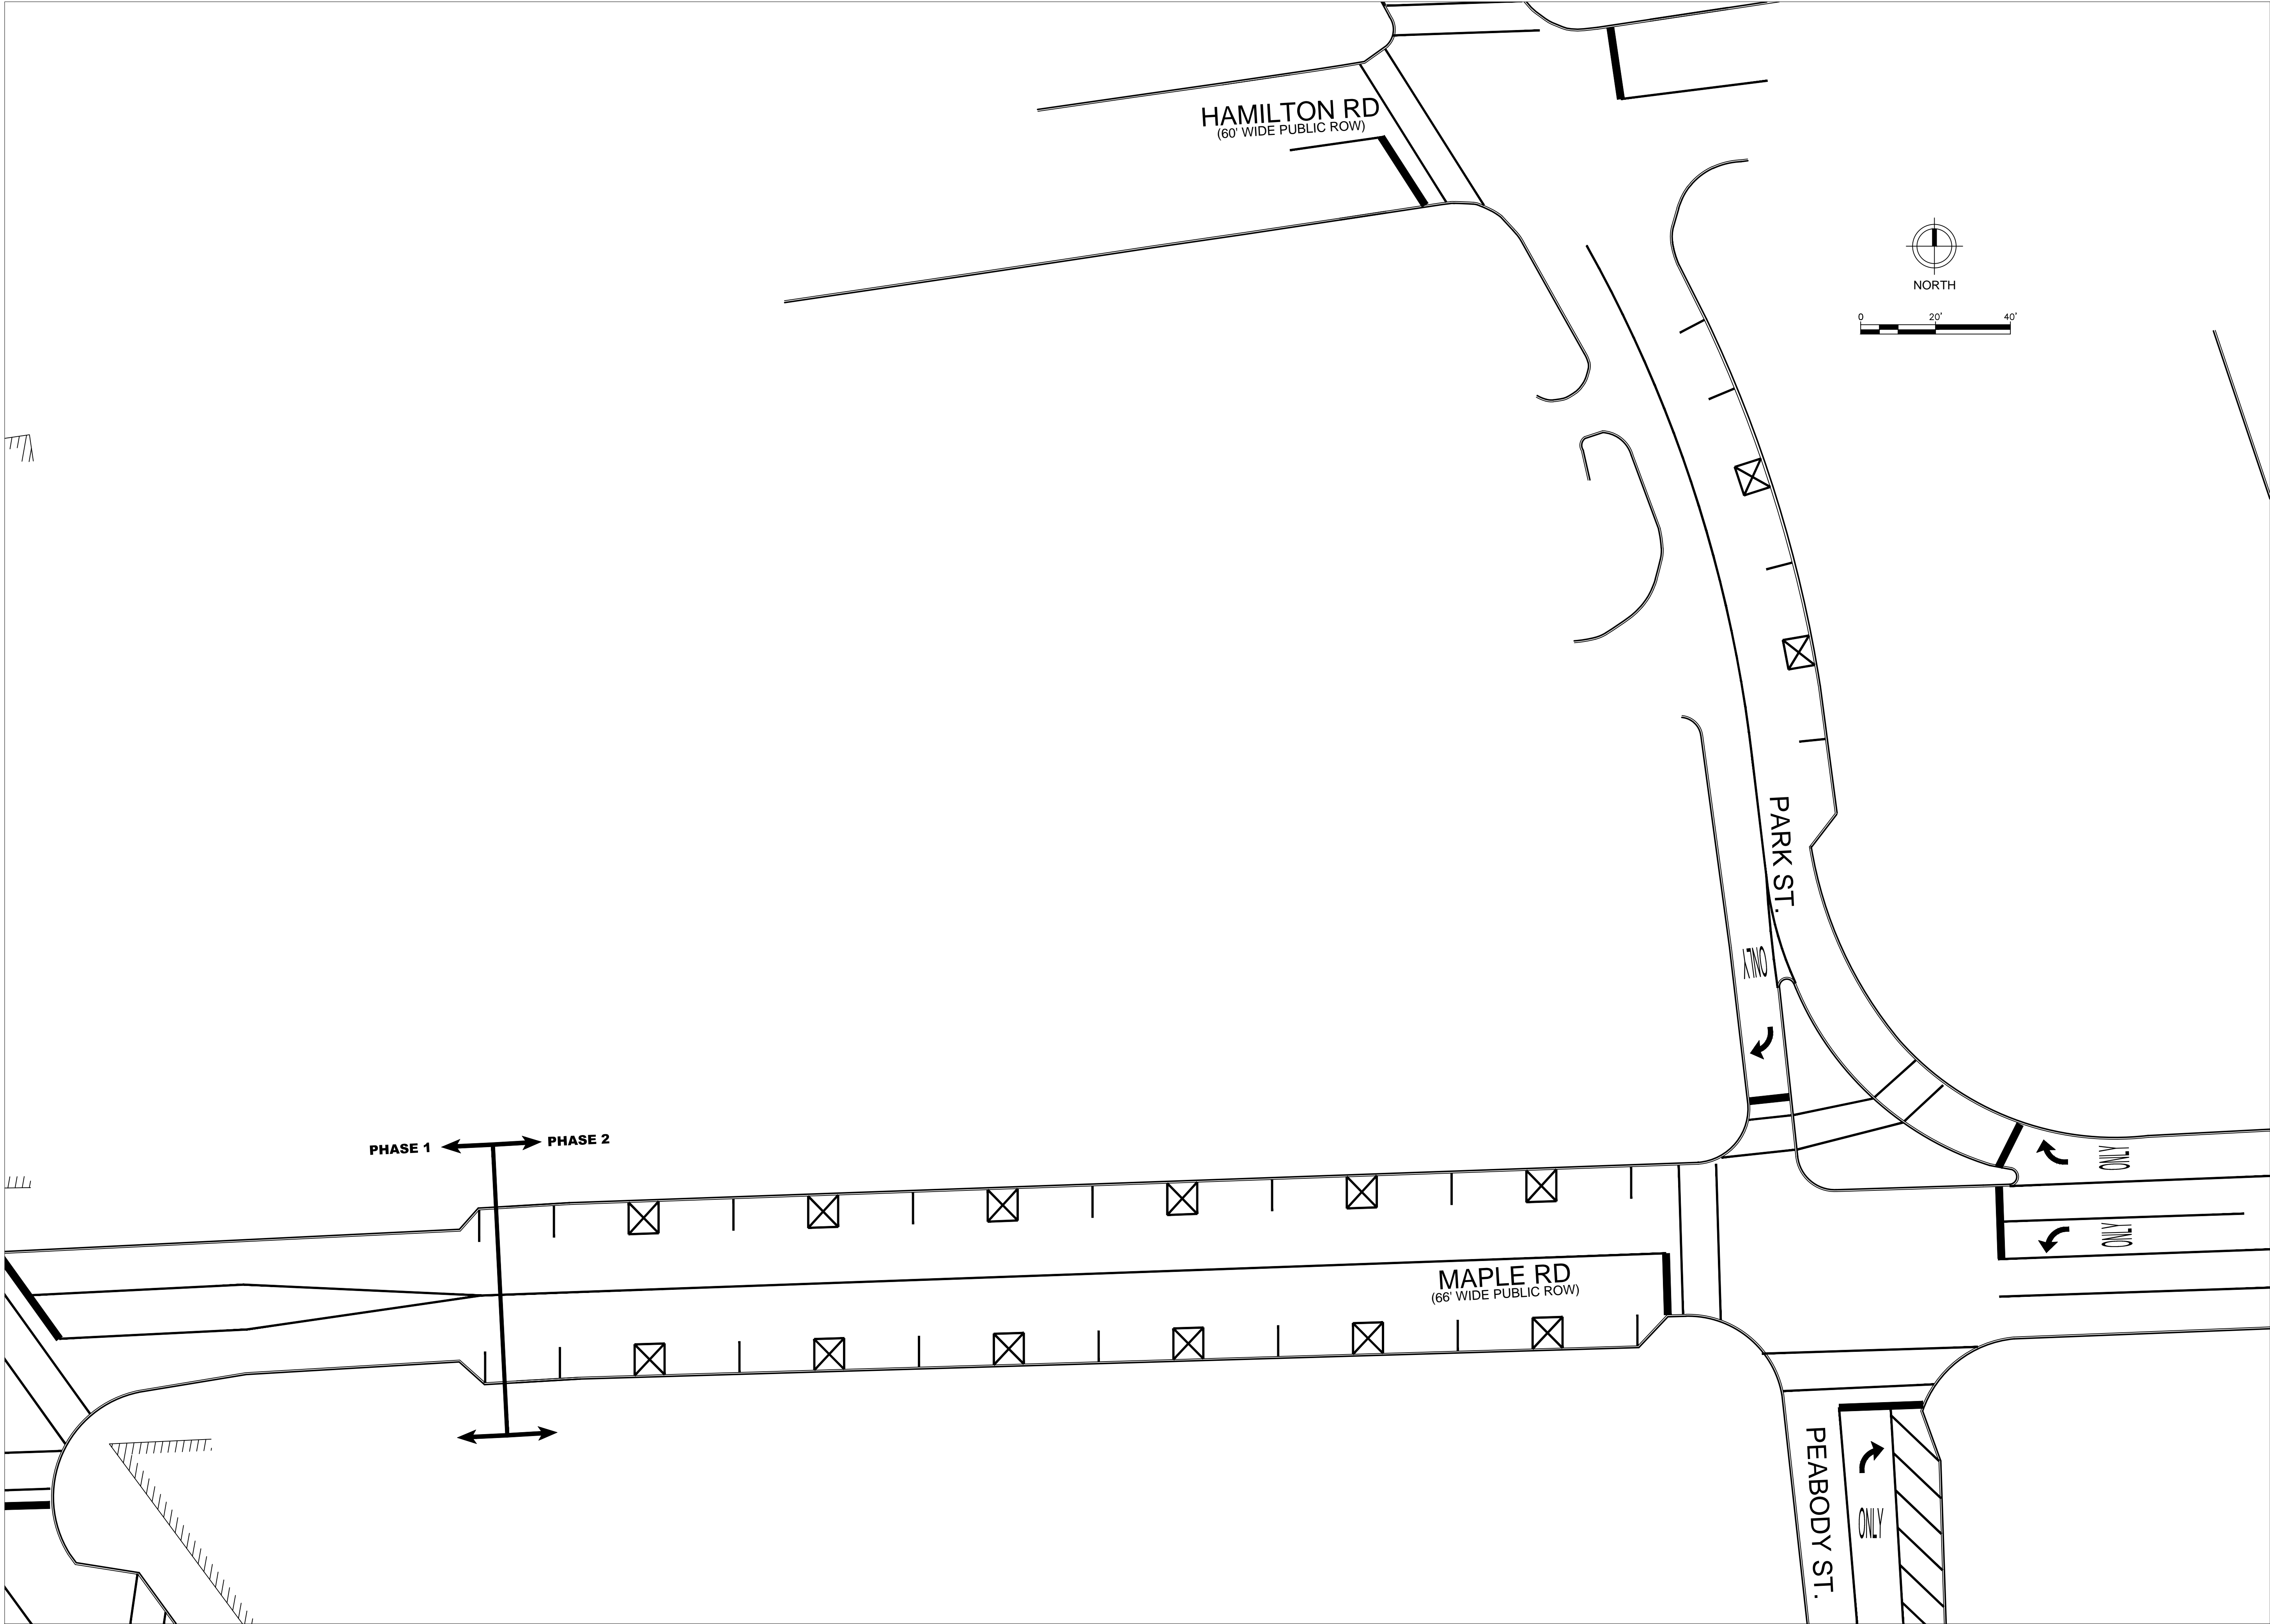 HAMILTON RD
(60' WIDE PUBLIC ROW)
NORTH
0 20' 40'
PARK ST.
ONLY
PHASE 1 PHASE 2
ONLY
ONLY
MAPLE RD
(66' WIDE PUBLIC ROW)
PEABODY ST.
ONLY